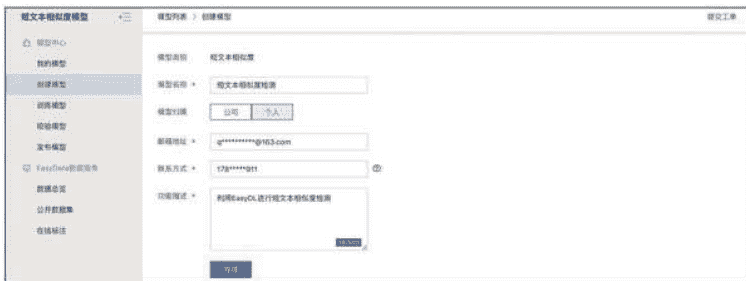 短文本相似度模型
模型列表 > 创建模型
提交工单
模型中心
我的模型
创建模型
训练模型
校验模型
发布模型
EasyData数据服务
数据总览
公开数据集
在线标注
模型类别 短文本相似度
模型名称 * 短文本相似度检测
模型归属 公司 个人
邮箱地址 * q**********@163.com
联系方式 * 178*****911
功能描述 * 利用EasyDL进行短文本相似度检测